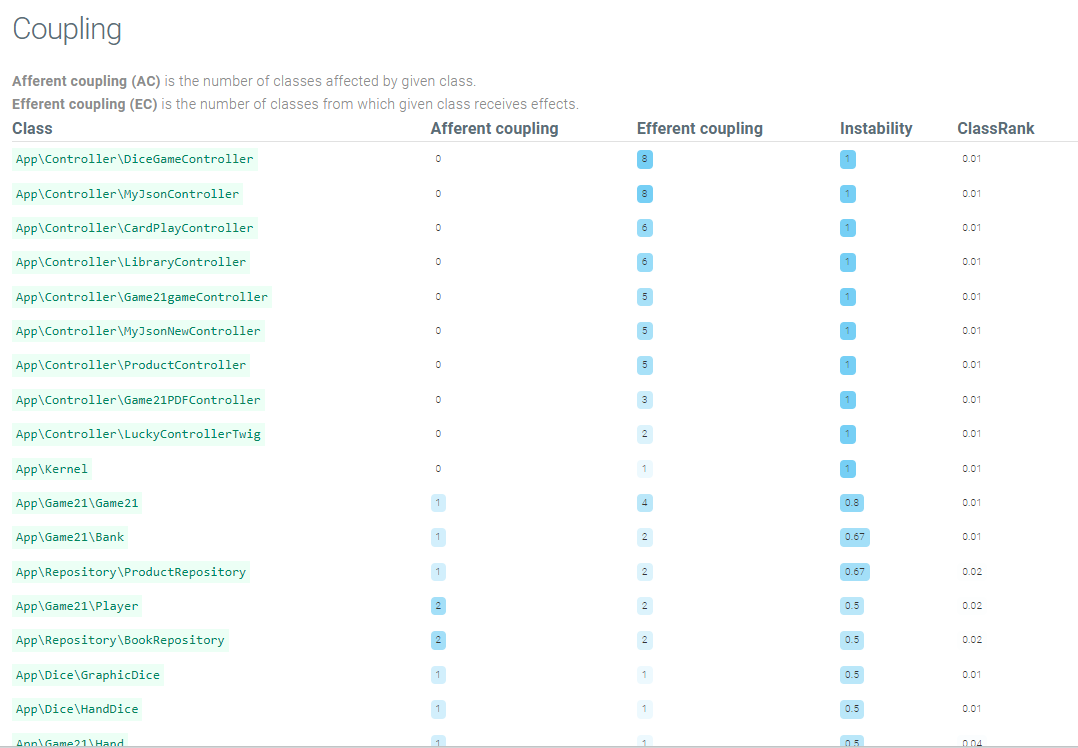 Coupling
Afferent coupling (AC) is the number of classes affected by given class.
Efferent coupling (EC) is the number of classes from which given class receives effects.
Class Afferent coupling Efferent coupling Instability ClassRank
App\Controller\DiceGameController 0 8 1 0.01
App\Controller\MyJsonController 0 8 1 0.01
App\Controller\CardPlayController 0 6 1 0.01
App\Controller\LibraryController 0 6 1 0.01
App\Controller\Game21gameController 0 5 1 0.01
App\Controller\MyJsonNewController 0 5 1 0.01
App\Controller\ProductController 0 5 1 0.01
App\Controller\Game21PDFController 0 3 1 0.01
App\Controller\LuckyControllerTwig 0 2 1 0.01
App\Kernel 0 1 1 0.01
App\Game21\Game21 1 4 0.8 0.01
App\Game21\Bank 1 2 0.67 0.01
App\Repository\ProductRepository 1 2 0.67 0.02
App\Game21\Player 2 2 0.5 0.02
App\Repository\BookRepository 2 2 0.5 0.02
App\Dice\GraphicDice 1 1 0.5 0.01
App\Dice\HandDice 1 1 0.5 0.01
App\Game21\Hand 1 1 0.5 0.04